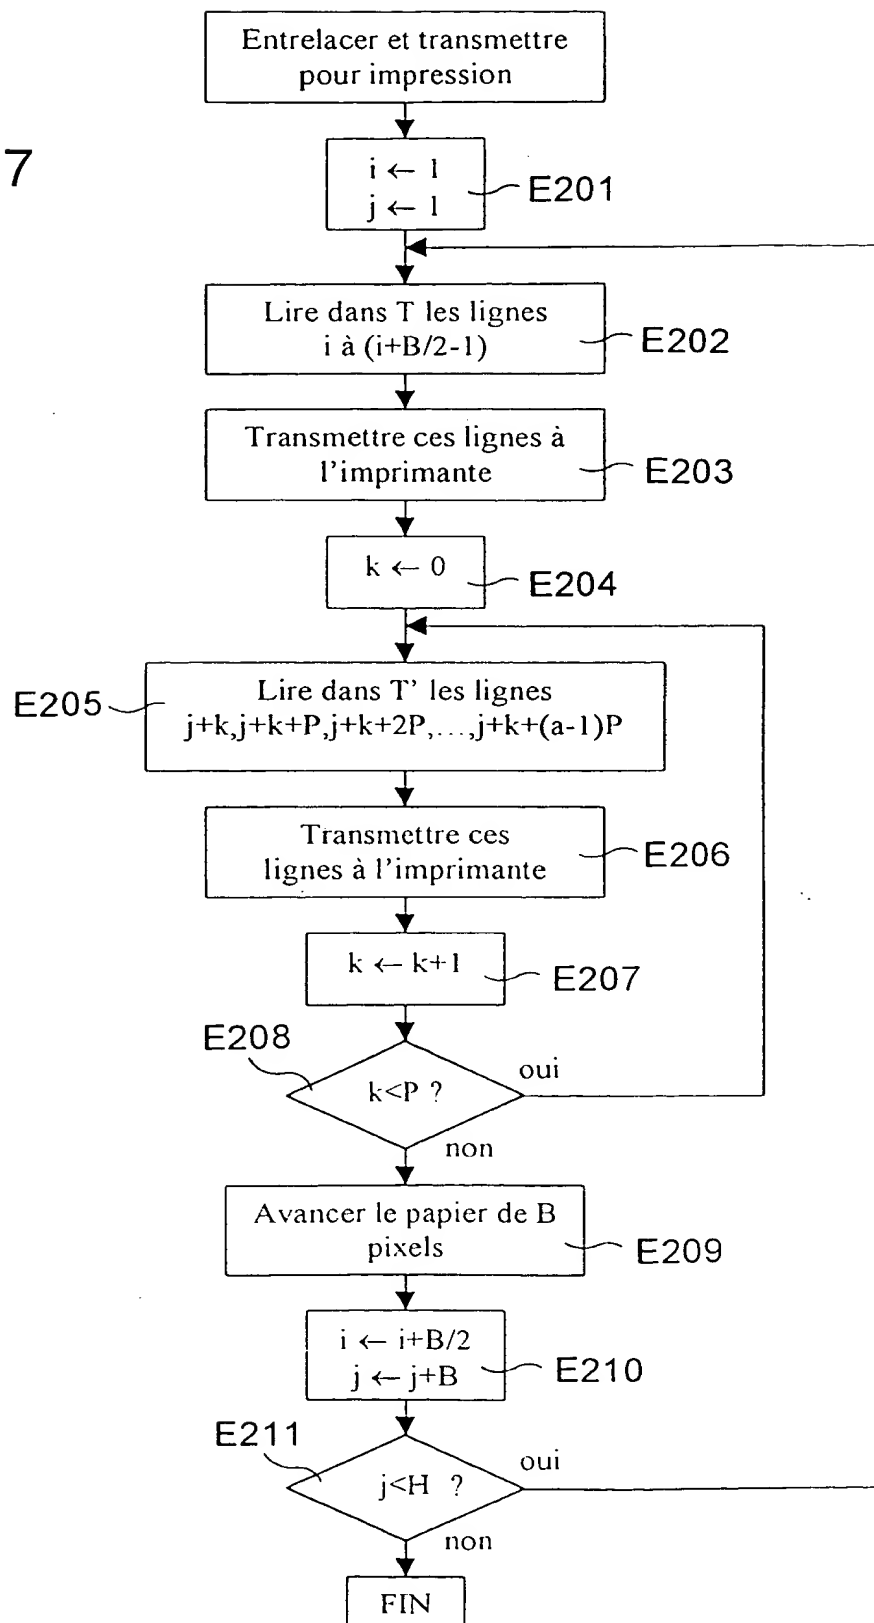 Entrelacer et transmettre
pour impression
7
i ← 1
j ← 1
E201
Lire dans T les lignes
i à (i+B/2-1)
E202
Transmettre ces lignes à
l'imprimante
E203
k ← 0
E204
E205
Lire dans T' les lignes
j+k,j+k+P,j+k+2P,...,j+k+(a-1)P
Transmettre ces
lignes à l'imprimante
E206
k ← k+1
E207
E208
k<P ?
oui
non
Avancer le papier de B
pixels
E209
i ← i+B/2
j ← j+B
E210
E211
j<H ?
oui
non
FIN